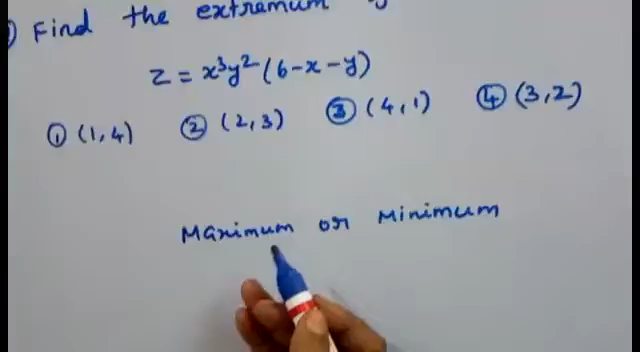 Find the extremum
z = x³y² (6-x-y)
① (1,4) ② (2,3) ③ (4,1) ④ (3,2)
Maximum or Minimum